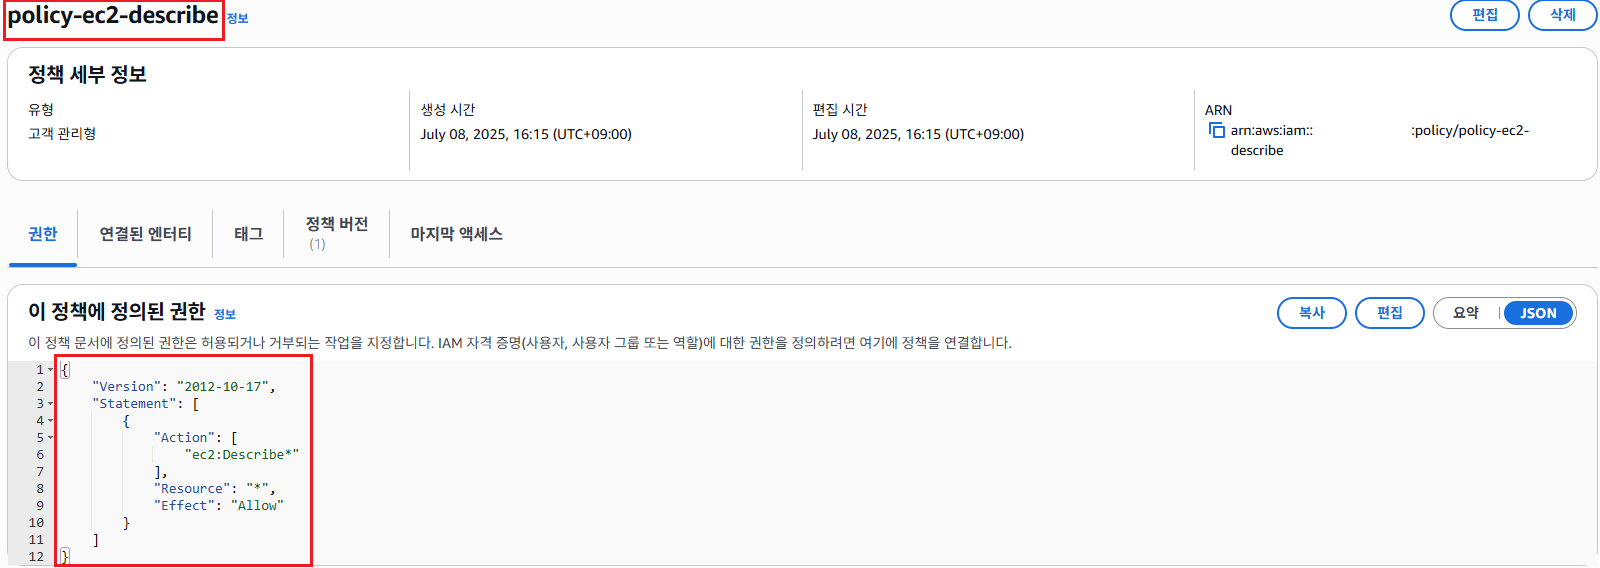 policy-ec2-describe 정보
편집 삭제
정책 세부 정보
유형
고객 관리형
생성 시간
July 08, 2025, 16:15 (UTC+09:00)
편집 시간
July 08, 2025, 16:15 (UTC+09:00)
ARN
arn:aws:iam:: :policy/policy-ec2-
describe
권한
연결된 엔터티
태그
정책 버전
(1)
마지막 액세스
이 정책에 정의된 권한 정보
복사 편집 요약 JSON
이 정책 문서에 정의된 권한은 허용되거나 거부되는 작업을 지정합니다. IAM 자격 증명(사용자, 사용자 그룹 또는 역할)에 대한 권한을 정의하려면 여기에 정책을 연결합니다.
1 {
2 "Version": "2012-10-17",
3 "Statement": [
4 {
5 "Action": [
6 "ec2:Describe*"
7 ],
8 "Resource": "*",
9 "Effect": "Allow"
10 }
11 ]
12 }